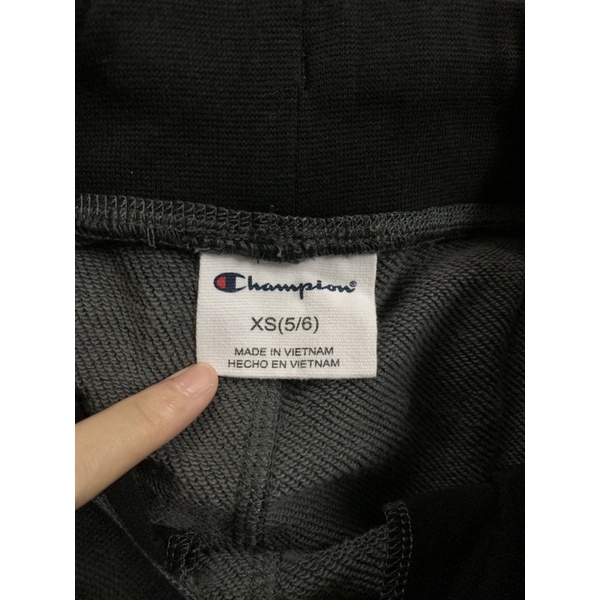 Champion®
XS(5/6)
MADE IN VIETNAM
HECHO EN VIETNAM